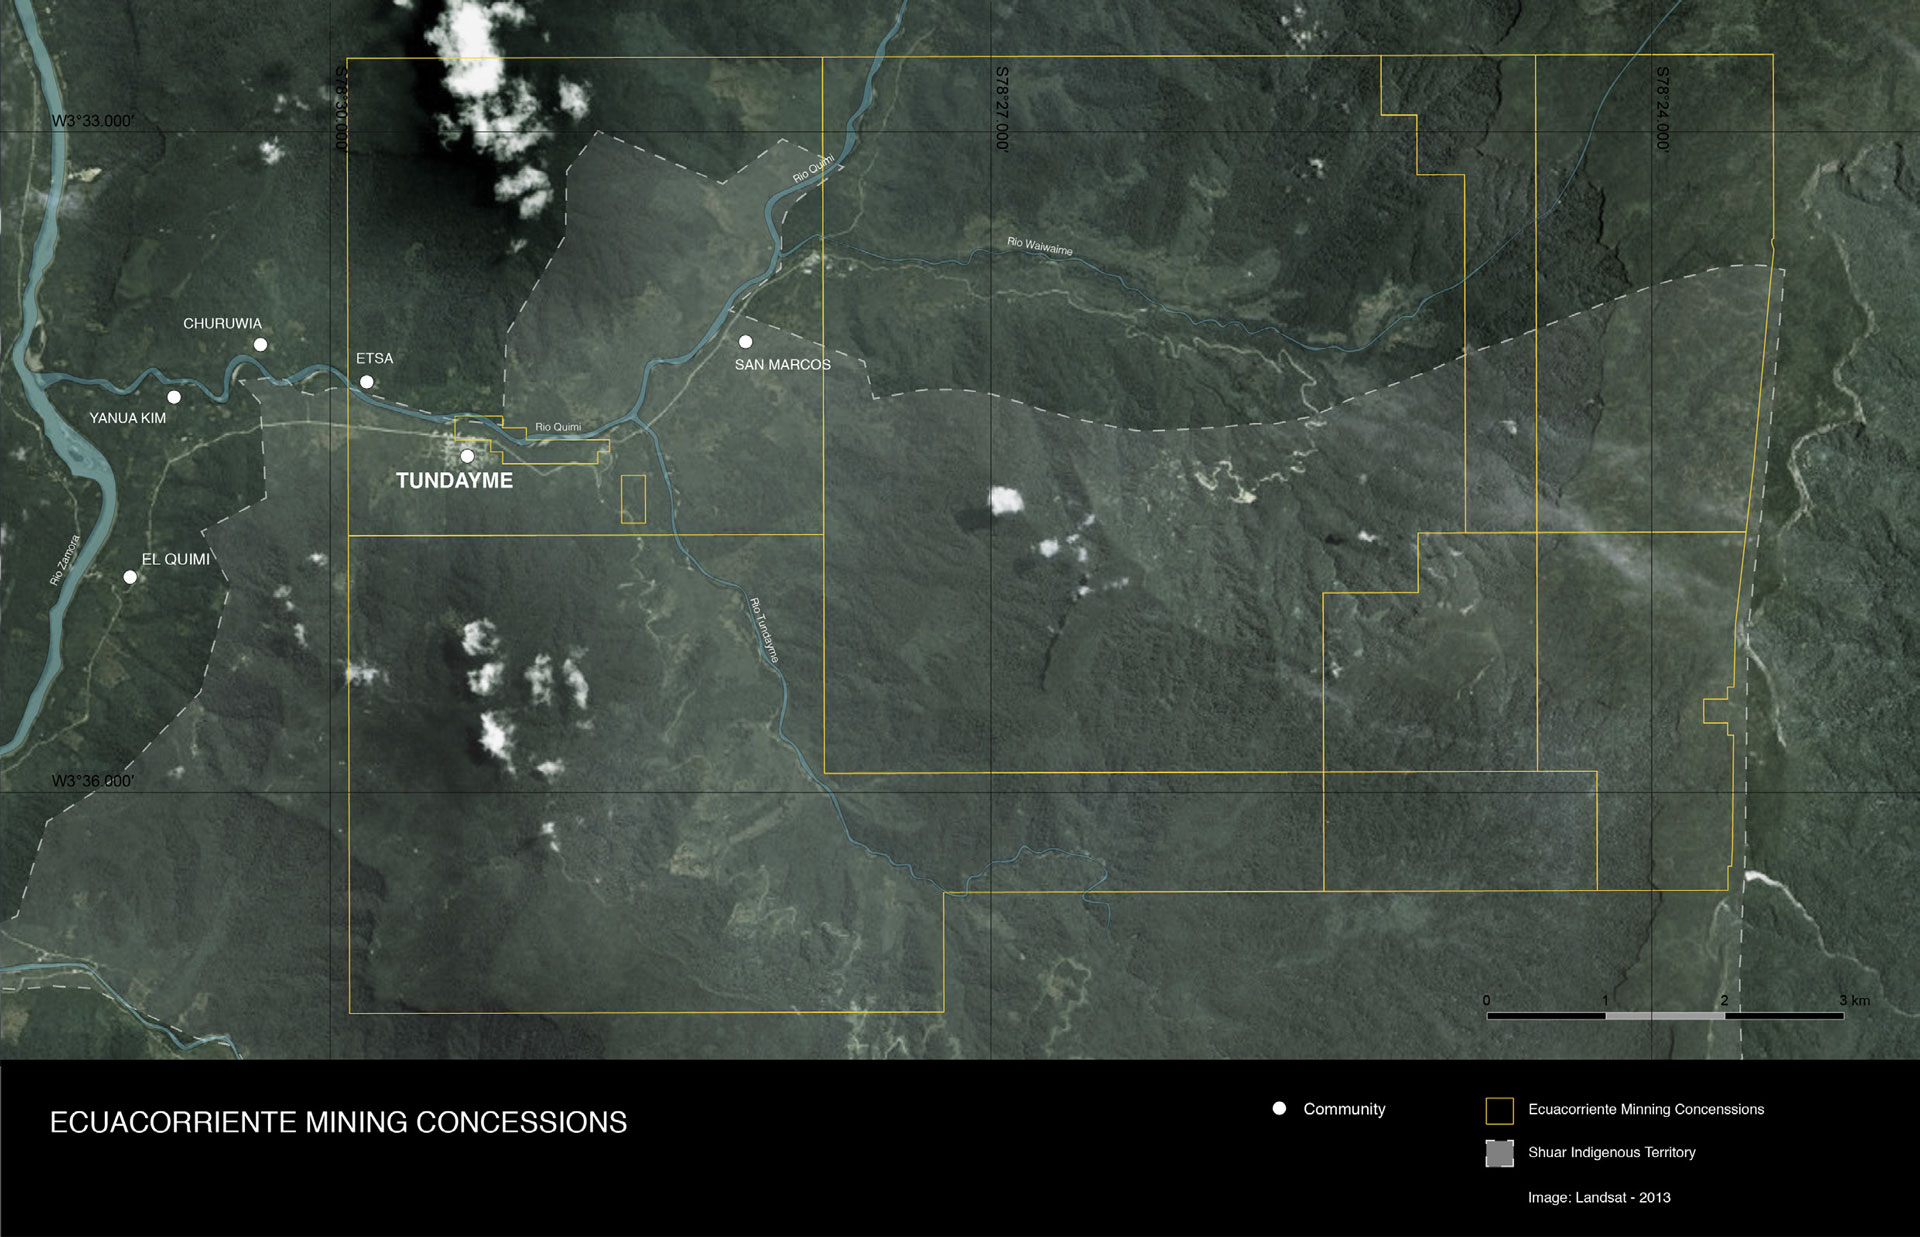 S78°30.000'
S78°27.000'
S78°24.000'
W3°33.000'
Rio Quimi
Rio Waiwaime
CHURUWIA
ETSA
SAN MARCOS
YANUA KIM
Rio Quimi
TUNDAYME
Rio Zamora
EL QUIMI
Rio Tundayme
W3°36.000'
0 1 2 3 km
ECUACORRIENTE MINING CONCESSIONS
Community
Ecuacorriente Minning Concenssions
Shuar Indigenous Territory
Image: Landsat - 2013